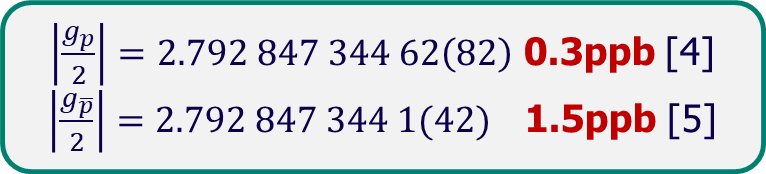 |g_p/2| = 2.792 847 344 62(82) 0.3ppb [4]
|g_p̅/2| = 2.792 847 344 1(42) 1.5ppb [5]